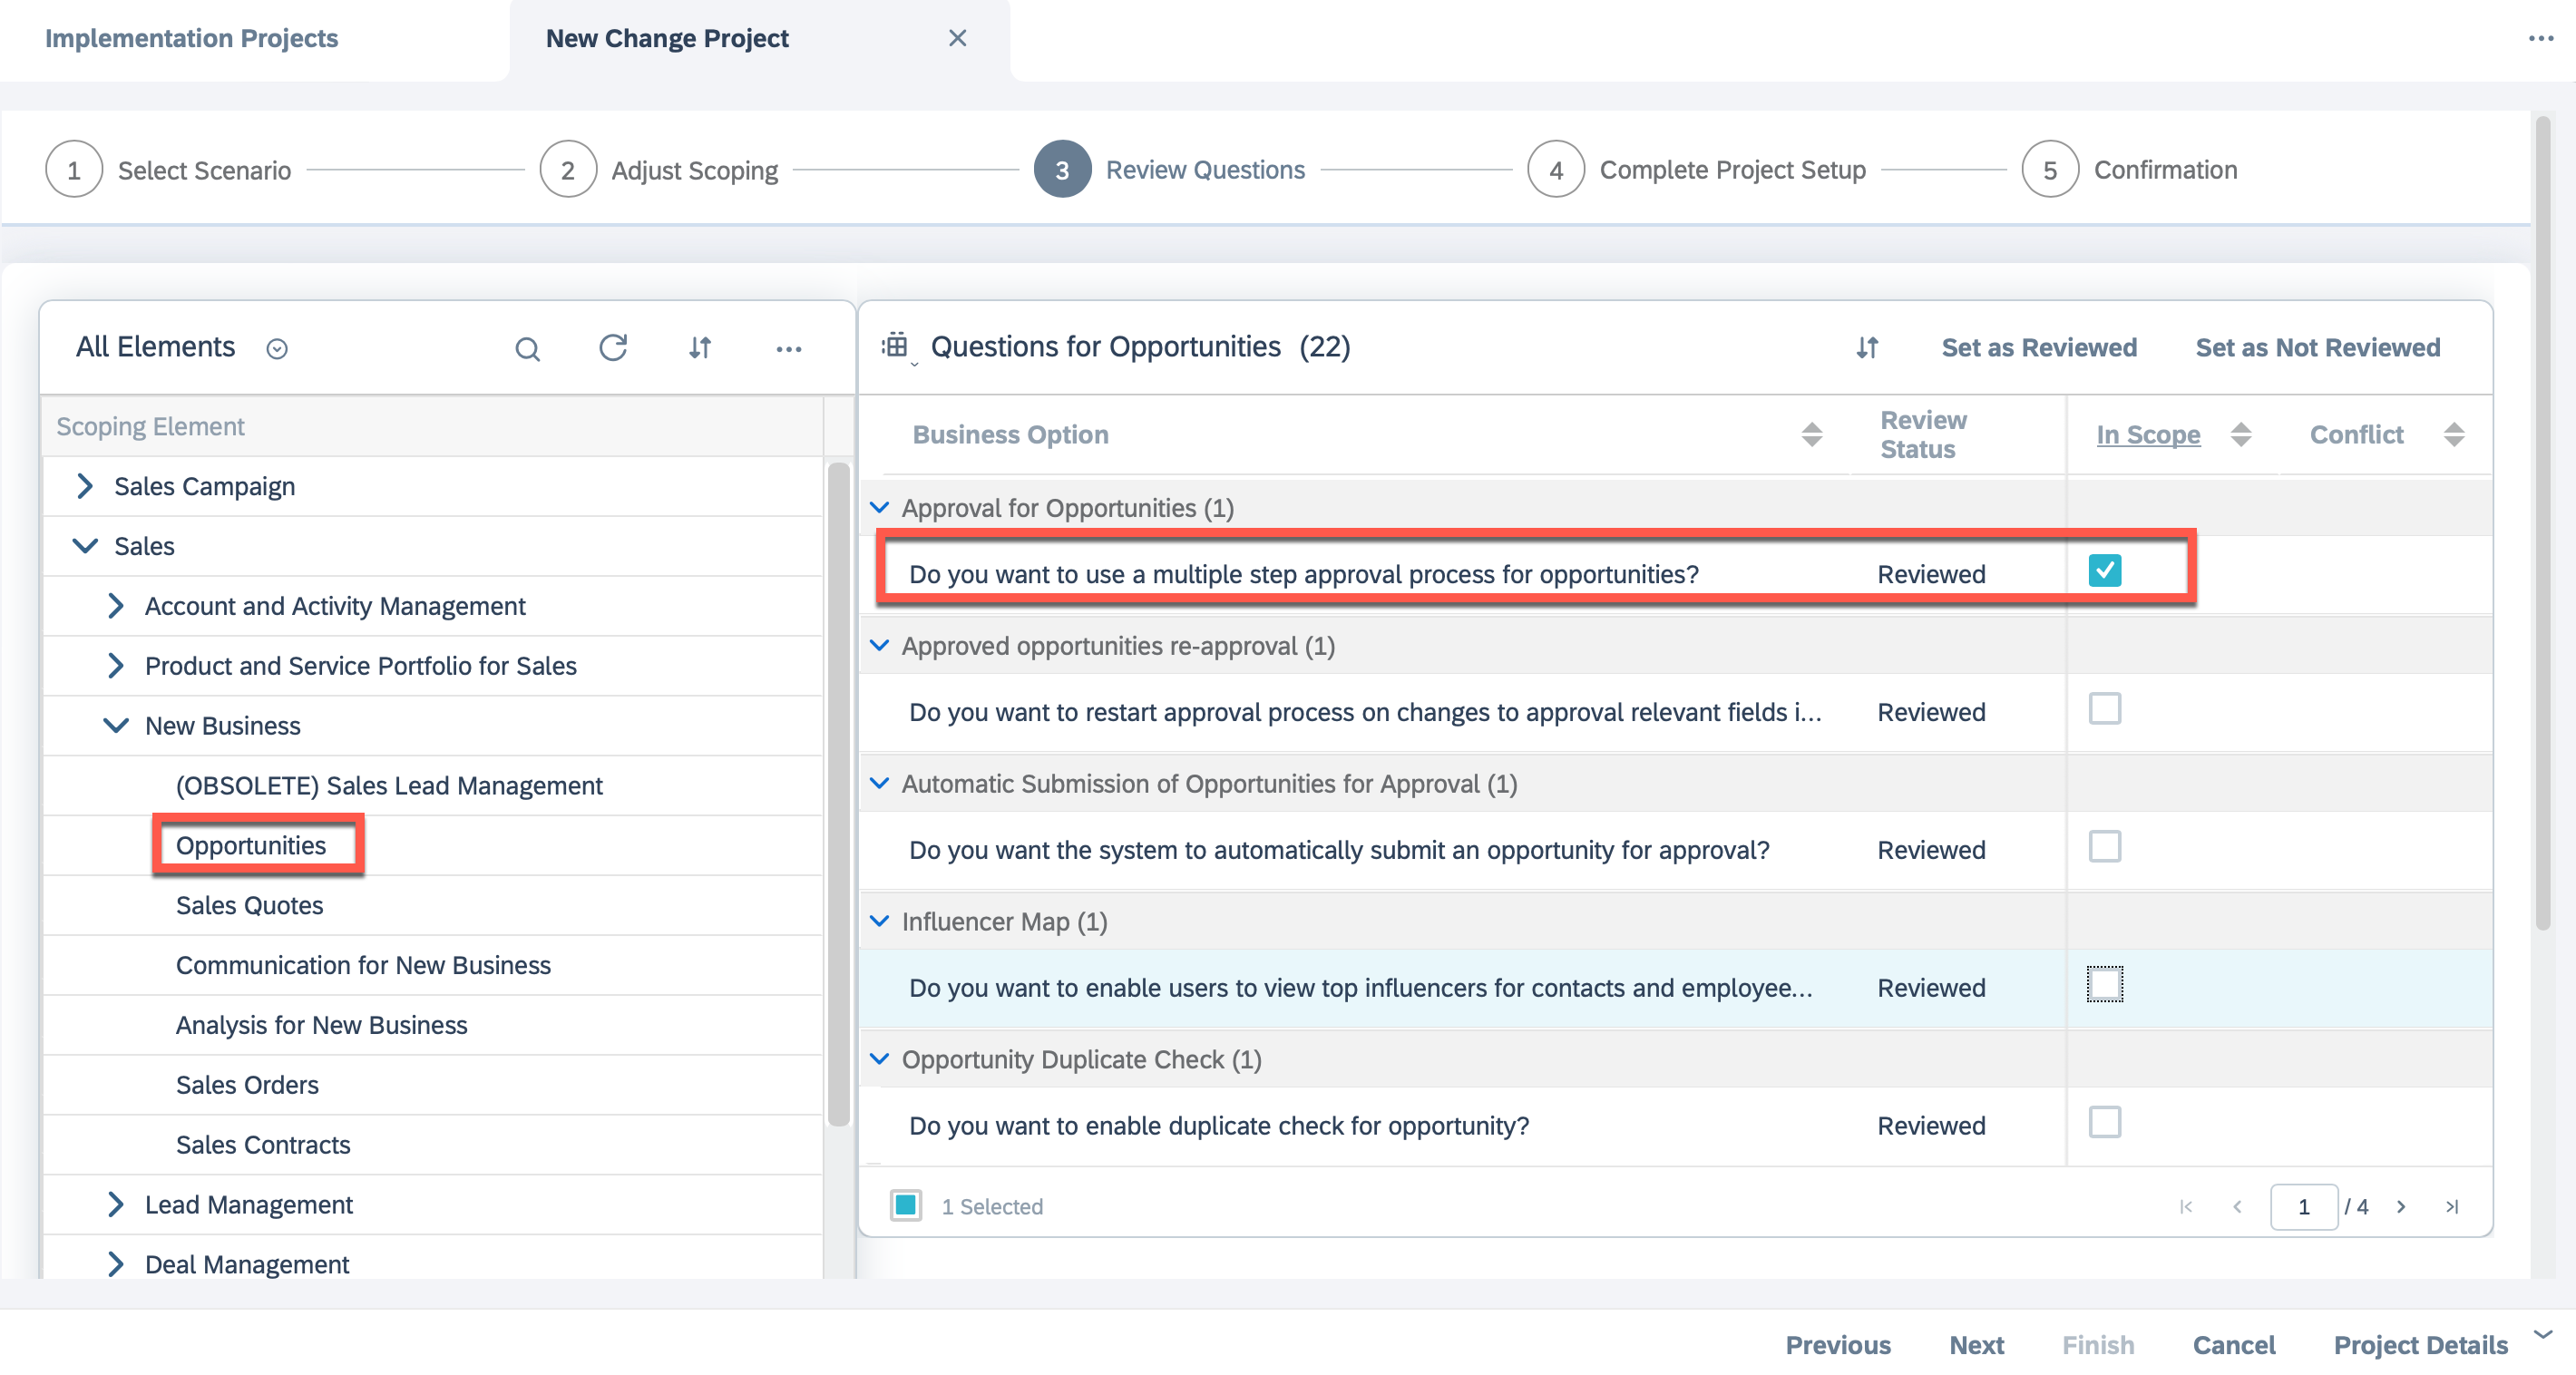 Implementation Projects
New Change Project
1 Select Scenario
2 Adjust Scoping
3 Review Questions
4 Complete Project Setup
5 Confirmation
All Elements
Scoping Element
Sales Campaign
Sales
Account and Activity Management
Product and Service Portfolio for Sales
New Business
(OBSOLETE) Sales Lead Management
Opportunities
Sales Quotes
Communication for New Business
Analysis for New Business
Sales Orders
Sales Contracts
Lead Management
Deal Management
Questions for Opportunities (22)
Set as Reviewed
Set as Not Reviewed
Business Option
Review
Status
In Scope
Conflict
Approval for Opportunities (1)
Do you want to use a multiple step approval process for opportunities? Reviewed
Approved opportunities re-approval (1)
Do you want to restart approval process on changes to approval relevant fields i... Reviewed
Automatic Submission of Opportunities for Approval (1)
Do you want the system to automatically submit an opportunity for approval? Reviewed
Influencer Map (1)
Do you want to enable users to view top influencers for contacts and employee... Reviewed
Opportunity Duplicate Check (1)
Do you want to enable duplicate check for opportunity? Reviewed
1 Selected
1 / 4
Previous
Next
Finish
Cancel
Project Details